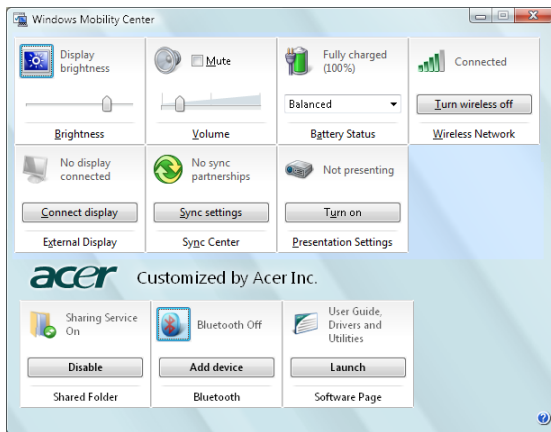 Windows Mobility Center
Display
brightness
Brightness
Mute
Volume
Fully charged
(100%)
Balanced
Battery Status
Connected
Turn wireless off
Wireless Network
No display
connected
Connect display
External Display
No sync
partnerships
Sync settings
Sync Center
Not presenting
Turn on
Presentation Settings
acer Customized by Acer Inc.
Sharing Service
On
Disable
Shared Folder
Bluetooth Off
Add device
Bluetooth
User Guide,
Drivers and
Utilities
Launch
Software Page